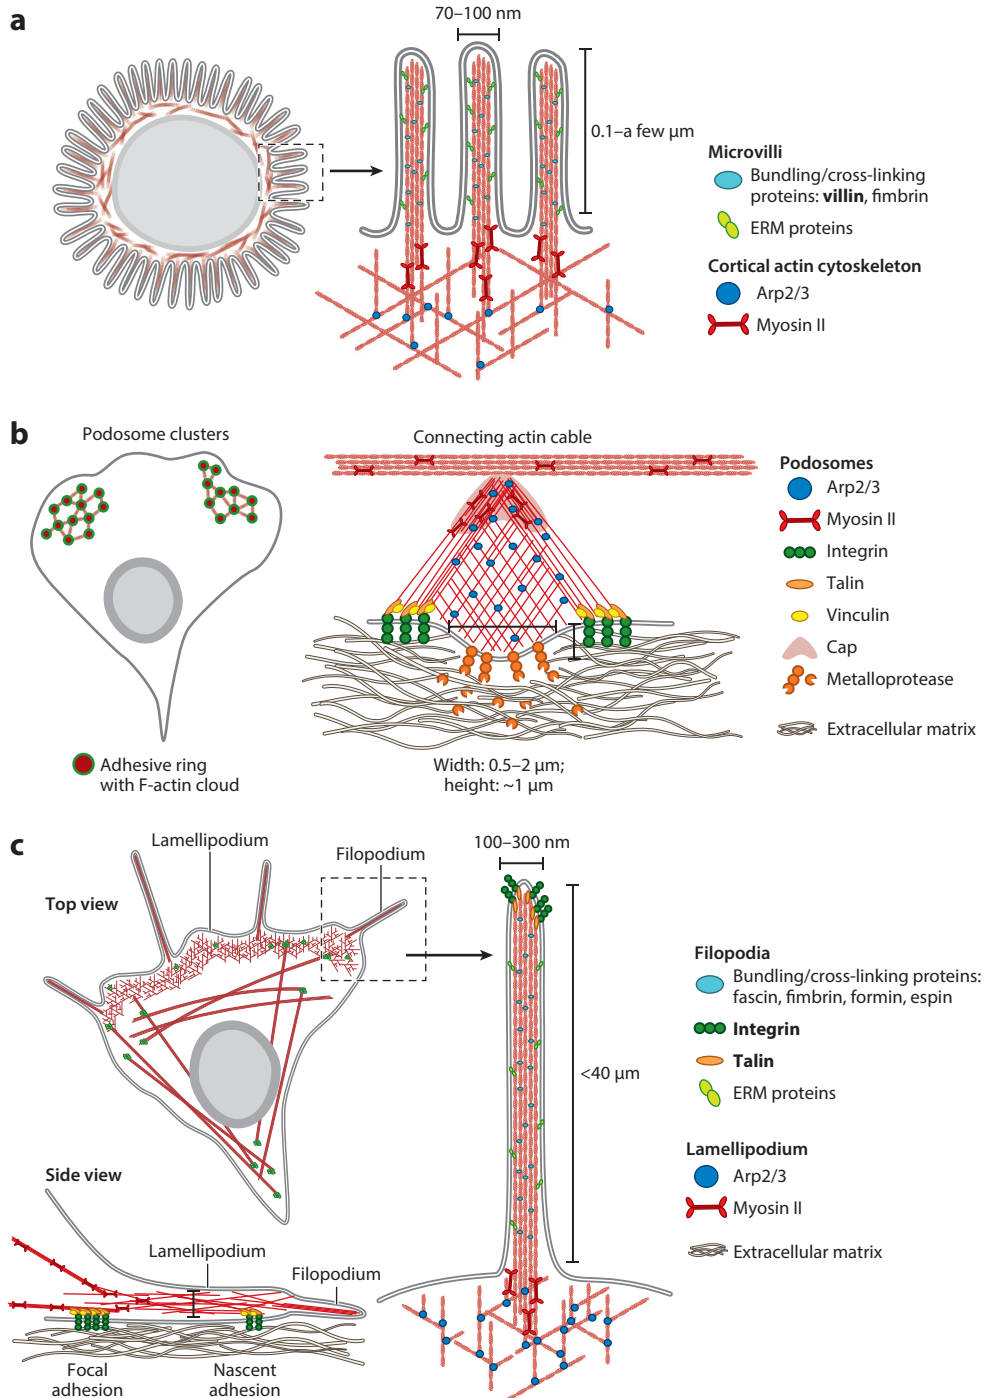 a
70–100 nm
0.1–a few μm
Microvilli
Bundling/cross-linking
proteins: villin, fimbrin
ERM proteins
Cortical actin cytoskeleton
Arp2/3
Myosin II
b
Podosome clusters
Connecting actin cable
Podosomes
Arp2/3
Myosin II
Integrin
Talin
Vinculin
Cap
Metalloprotease
Extracellular matrix
Adhesive ring
with F-actin cloud
Width: 0.5–2 μm;
height: ~1 μm
c
Lamellipodium
Filopodium
Top view
100–300 nm
<40 μm
Filopodia
Bundling/cross-linking proteins:
fascin, fimbrin, formin, espin
Integrin
Talin
ERM proteins
Lamellipodium
Arp2/3
Myosin II
Extracellular matrix
Side view
Lamellipodium
Filopodium
Focal
adhesion
Nascent
adhesion